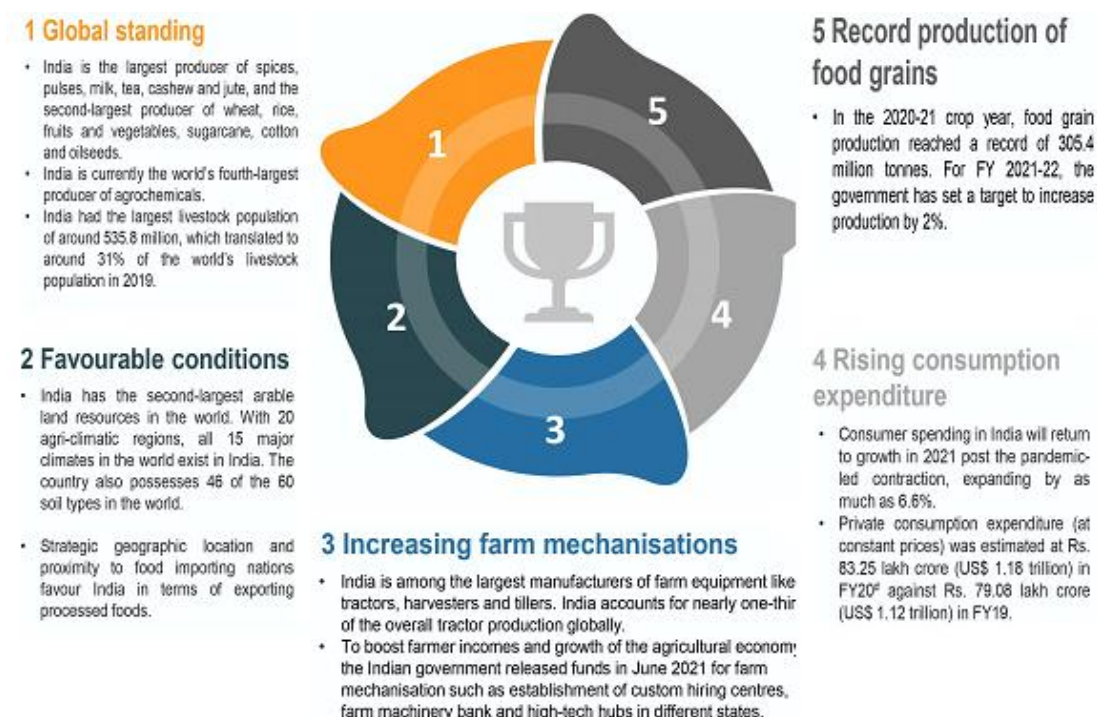 1 Global standing
• India is the largest producer of spices,
pulses, milk, tea, cashew and jute, and the
second-largest producer of wheat, rice,
fruits and vegetables, sugarcane, cotton
and oilseeds.
• India is currently the world's fourth-largest
producer of agrochemicals.
• India had the largest livestock population
of around 535.8 million, which translated to
around 31% of the world's livestock
population in 2019.
2 Favourable conditions
• India has the second-largest arable
land resources in the world. With 20
agri-climatic regions, all 15 major
climates in the world exist in India. The
country also possesses 46 of the 60
soil types in the world.
• Strategic geographic location and
proximity to food importing nations
favour India in terms of exporting
processed foods.
1
2
3
4
5
3 Increasing farm mechanisations
• India is among the largest manufacturers of farm equipment like
tractors, harvesters and tillers. India accounts for nearly one-thir
of the overall tractor production globally.
• To boost farmer incomes and growth of the agricultural economy
the Indian government released funds in June 2021 for farm
mechanisation such as establishment of custom hiring centres,
farm machinery bank and high-tech hubs in different states.
5 Record production of
food grains
• In the 2020-21 crop year, food grain
production reached a record of 305.4
million tonnes. For FY 2021-22, the
government has set a target to increase
production by 2%.
4 Rising consumption
expenditure
• Consumer spending in India will return
to growth in 2021 post the pandemic-
led contraction, expanding by as
much as 6.6%.
• Private consumption expenditure (at
constant prices) was estimated at Rs.
83.25 lakh crore (US$ 1.18 trillion) in
FY20ᴱ against Rs. 79.08 lakh crore
(US$ 1.12 trillion) in FY19.